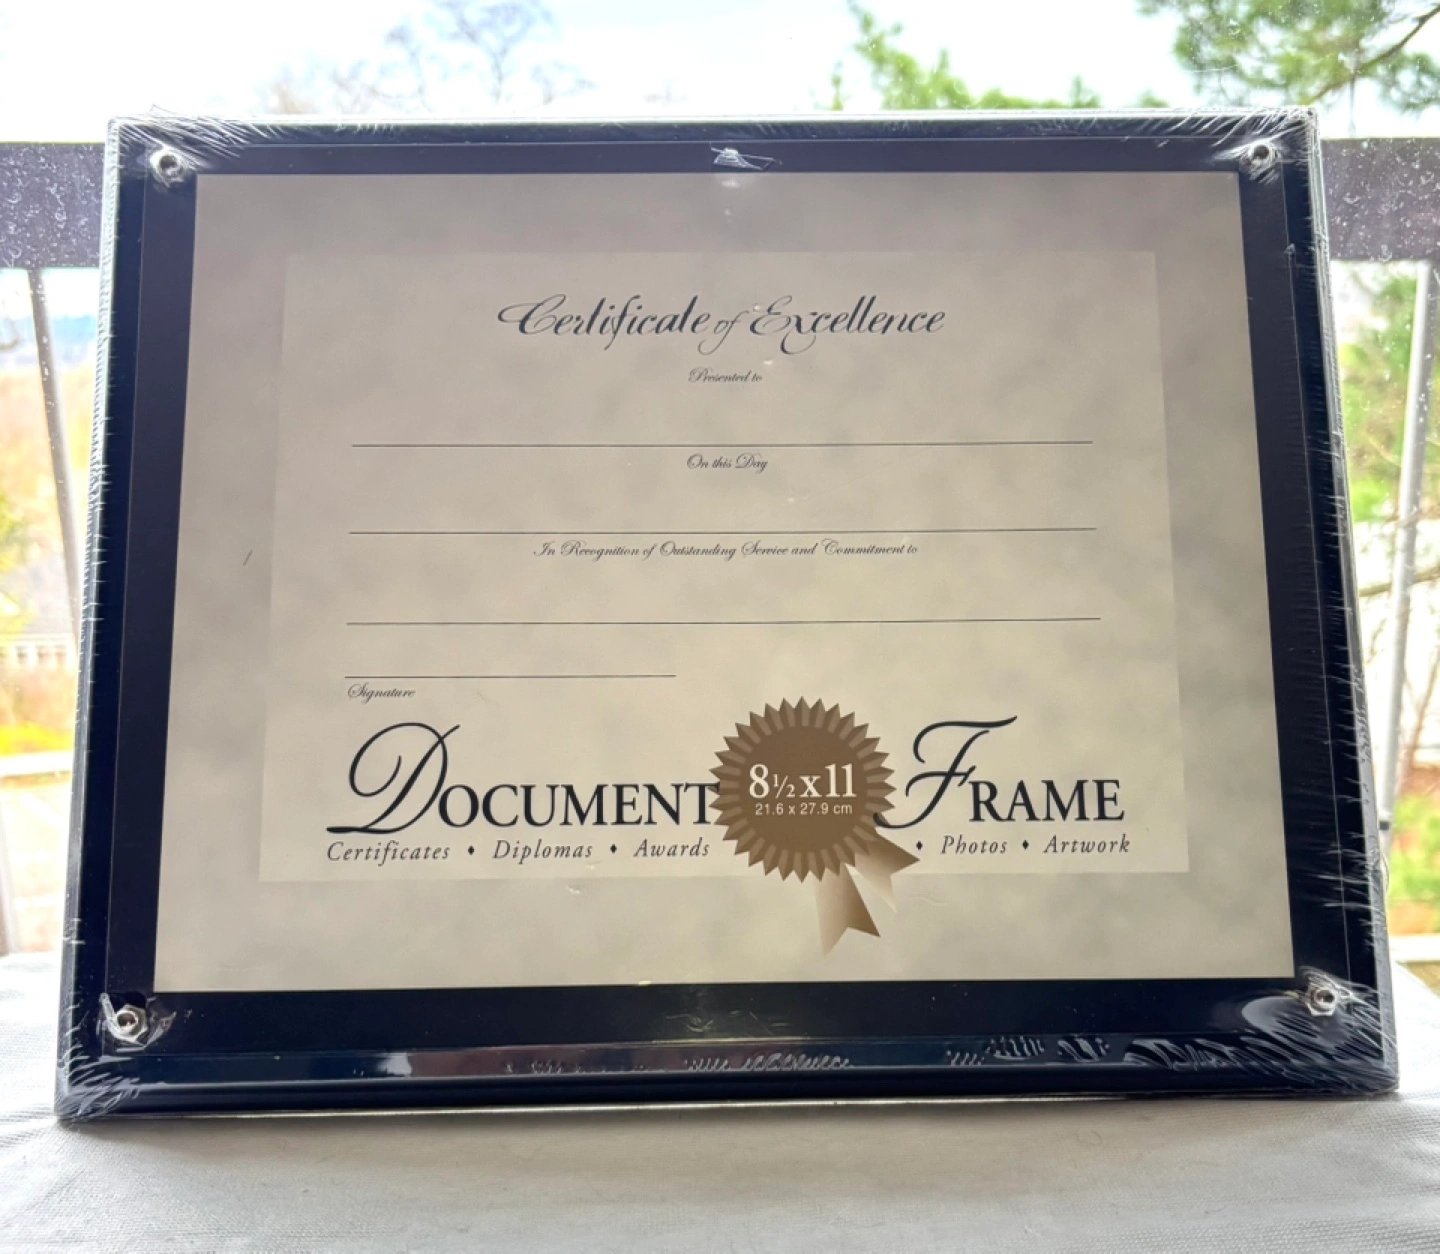 Certificate of Excellence
Presented to
On this Day
In Recognition of Outstanding Service and Commitment to
Signature
DOCUMENT FRAME
8½x11
21.6 x 27.9 cm
Certificates ♦ Diplomas ♦ Awards ♦ Photos ♦ Artwork